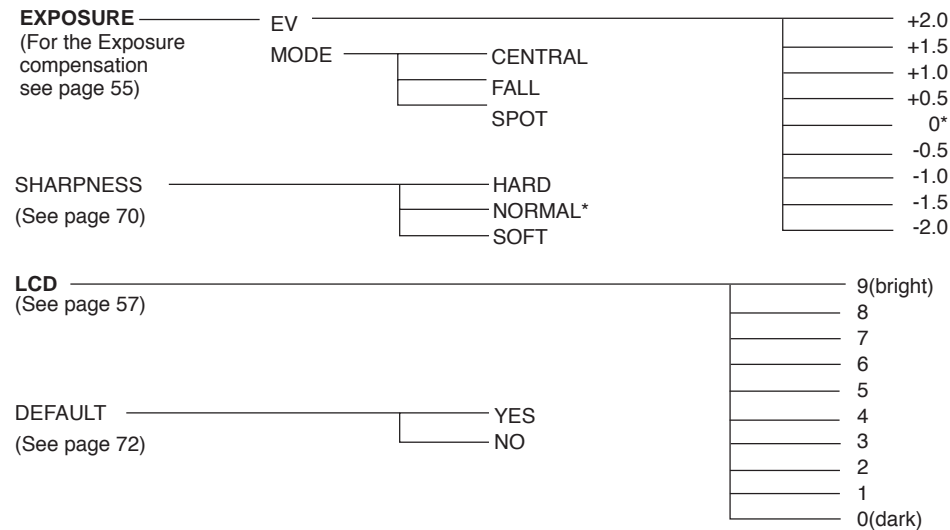 EXPOSURE
(For the Exposure
compensation
see page 55)
EV
MODE
CENTRAL
FALL
SPOT
+2.0
+1.5
+1.0
+0.5
0*
-0.5
-1.0
-1.5
-2.0
SHARPNESS
(See page 70)
HARD
NORMAL*
SOFT
LCD
(See page 57)
9(bright)
8
7
6
5
4
3
2
1
0(dark)
DEFAULT
(See page 72)
YES
NO